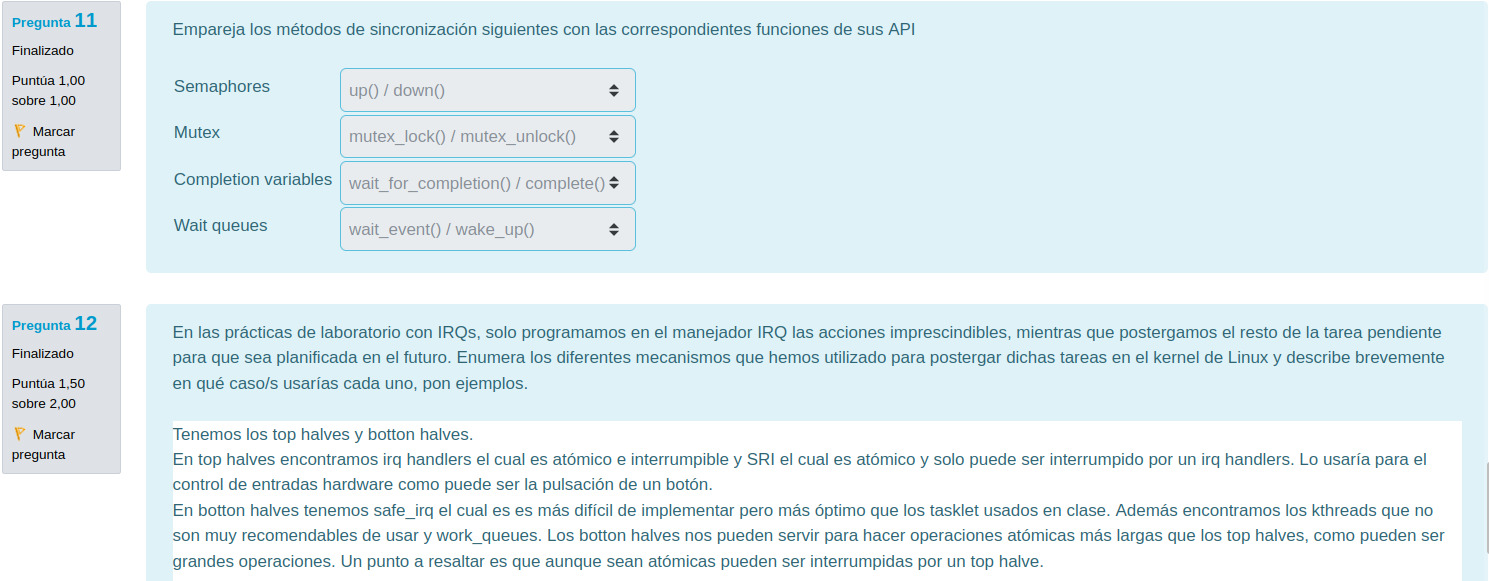 Pregunta 11
Finalizado
Puntúa 1,00
sobre 1,00
Marcar
pregunta
Empareja los métodos de sincronización siguientes con las correspondientes funciones de sus API
Semaphores
up() / down()
Mutex
mutex_lock() / mutex_unlock()
Completion variables
wait_for_completion() / complete()
Wait queues
wait_event() / wake_up()
Pregunta 12
Finalizado
Puntúa 1,50
sobre 2,00
Marcar
pregunta
En las prácticas de laboratorio con IRQs, solo programamos en el manejador IRQ las acciones imprescindibles, mientras que postergamos el resto de la tarea pendiente
para que sea planificada en el futuro. Enumera los diferentes mecanismos que hemos utilizado para postergar dichas tareas en el kernel de Linux y describe brevemente
en qué caso/s usarías cada uno, pon ejemplos.
Tenemos los top halves y botton halves.
En top halves encontramos irq handlers el cual es atómico e interrumpible y SRI el cual es atómico y solo puede ser interrumpido por un irq handlers. Lo usaría para el
control de entradas hardware como puede ser la pulsación de un botón.
En botton halves tenemos safe_irq el cual es es más difícil de implementar pero más óptimo que los tasklet usados en clase. Además encontramos los kthreads que no
son muy recomendables de usar y work_queues. Los botton halves nos pueden servir para hacer operaciones atómicas más largas que los top halves, como pueden ser
grandes operaciones. Un punto a resaltar es que aunque sean atómicas pueden ser interrumpidas por un top halve.